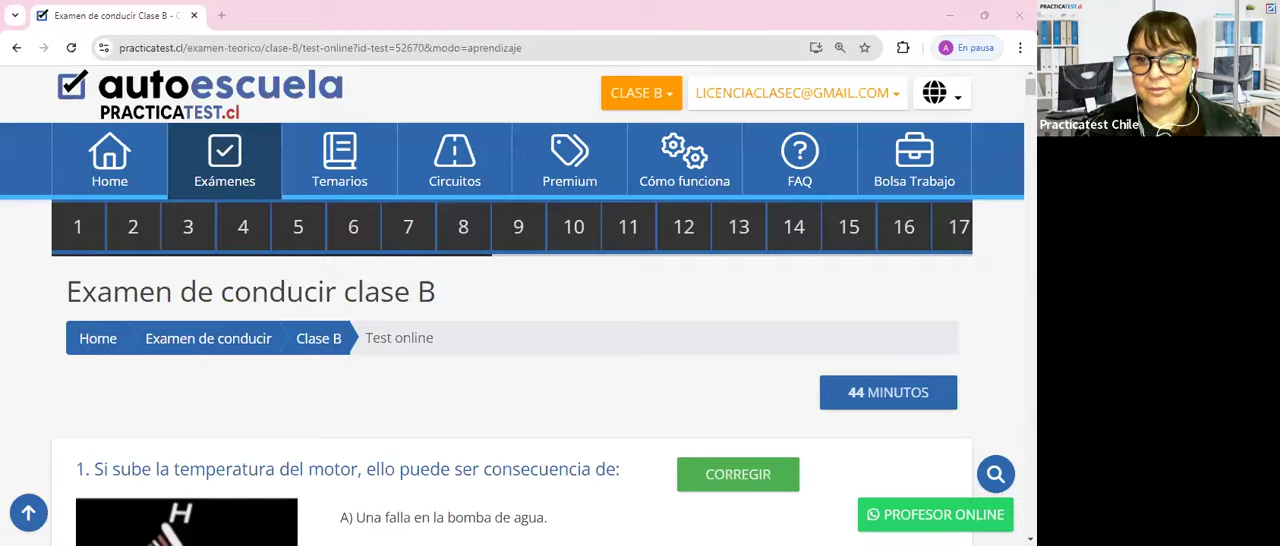 Examen de conducir Clase B - C
practicatest.cl/examen-teorico/clase-B/test-online?id-test=52670&modo=aprendizaje
A
En pausa
autoescuela
PRACTICATEST.cl
CLASE B
LICENCIACLASEC@GMAIL.COM
Home
Exámenes
Temarios
Circuitos
Premium
Cómo funciona
FAQ
Bolsa Trabajo
1 2 3 4 5 6 7 8 9 10 11 12 13 14 15 16 17
Examen de conducir clase B
Home Examen de conducir Clase B Test online
44 MINUTOS
1. Si sube la temperatura del motor, ello puede ser consecuencia de:
CORREGIR
H
A) Una falla en la bomba de agua.
PROFESOR ONLINE
PRACTICATEST.cl
Practicatest Chile